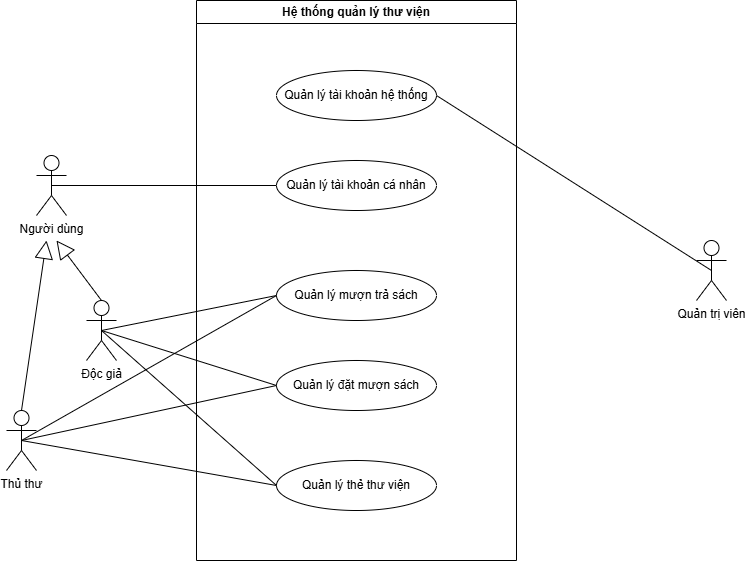 Hệ thống quản lý thư viện
Quản lý tài khoản hệ thống
Quản lý tài khoản cá nhân
Người dùng
Quản lý mượn trả sách
Quản trị viên
Độc giả
Quản lý đặt mượn sách
Thủ thư
Quản lý thẻ thư viện